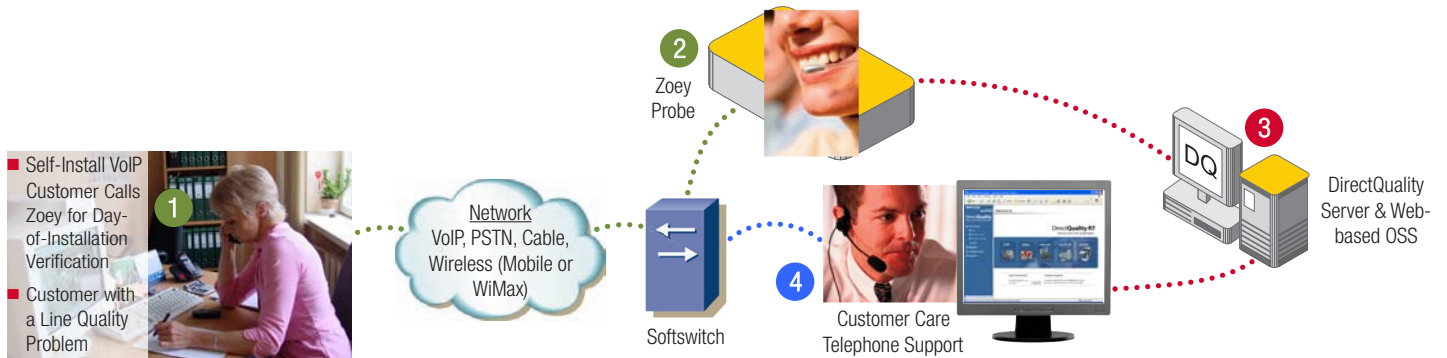 ■ Self-Install VoIP
Customer Calls
Zoey for Day-
of-Installation
Verification
■ Customer with
a Line Quality
Problem
1
Network
VoIP, PSTN, Cable,
Wireless (Mobile or
WiMax)
Softswitch
2
Zoey
Probe
4
Customer Care
Telephone Support
DirectQuality R7
DQ
3
DirectQuality
Server & Web-
based OSS